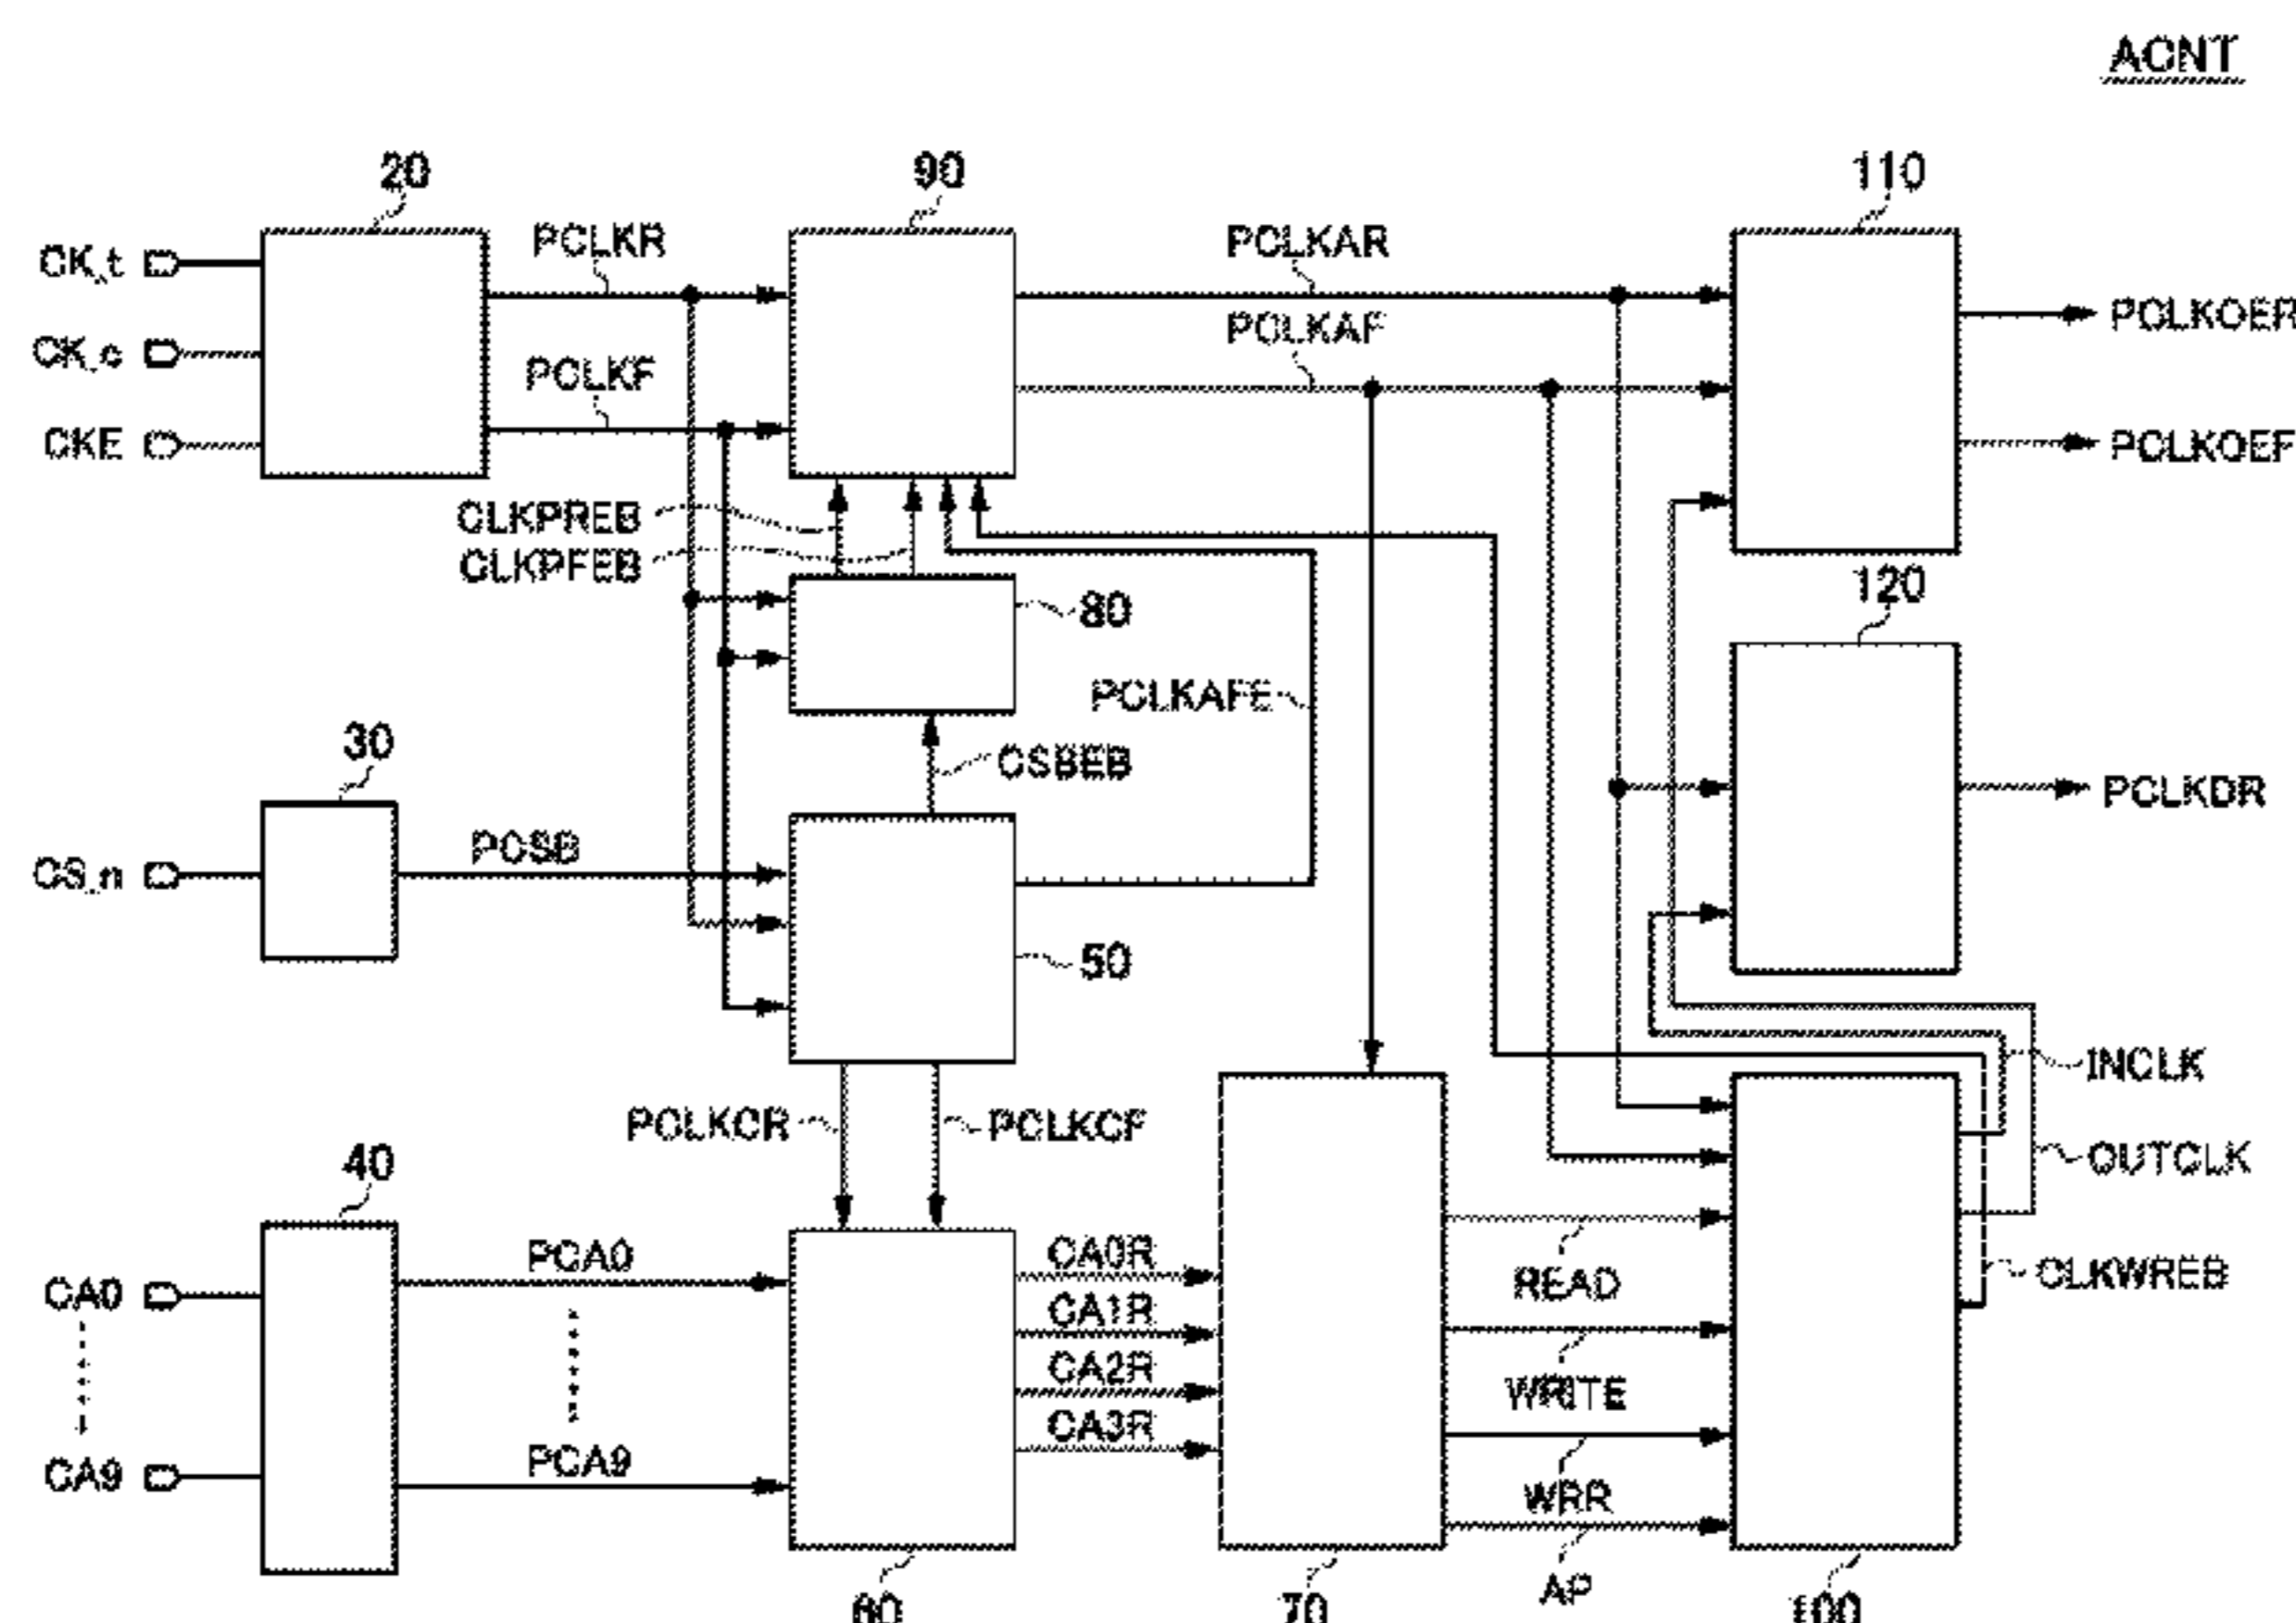 ACNT
20
90
110
CK_t
PCLKR
PCLKAR
PCLKOER
CK_c
PCLKF
PCLKAF
CKE
PCLKOEF
CLKPREB
CLKPFEB
80
120
PCLKAFE
30
CSBEB
PCLKDR
CS_n
PCSB
50
INCLK
PCLKCR
PCLKCF
OUTCLK
40
CA0
PCA0
CA0R
READ
CLKWREB
CA1R
CA2R
WRITE
CA3R
CA9
PCA9
WRR
AP
60
70
100